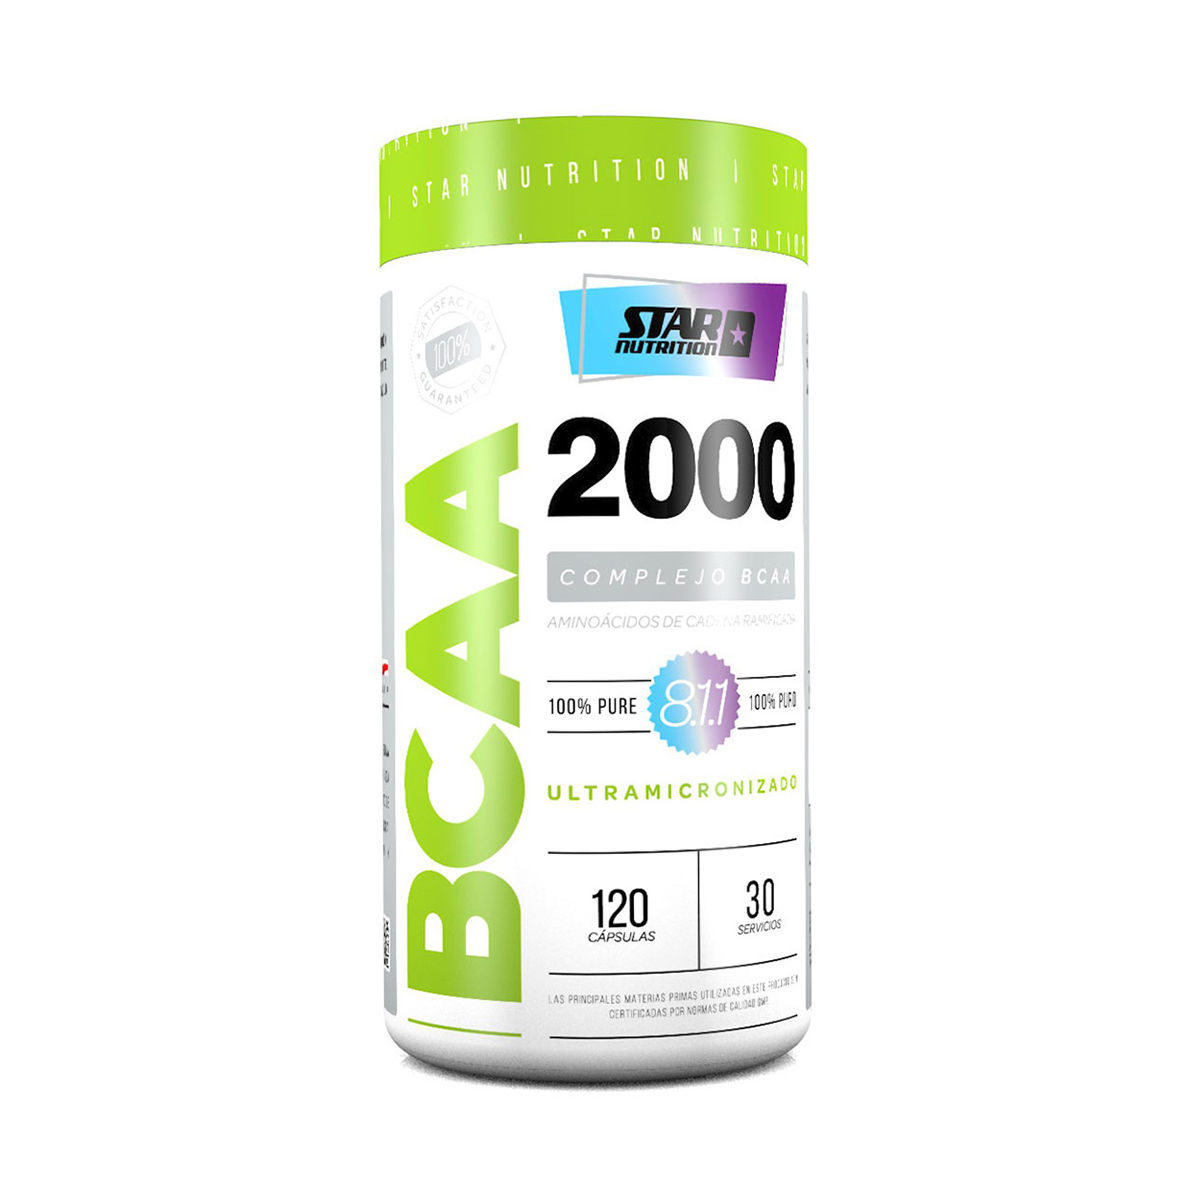 | STAR NUTRITION | STAR
| STAR NUTRITION
SATISFACTION
100%
GUARANTEED
STAR
NUTRITION
BCAA
2000
COMPLEJO BCAA
AMINOÁCIDOS DE CADENA RAMIFICADA
100% PURE
8.1.1
100% PURO
ULTRAMICRONIZADO
120
CÁPSULAS
30
SERVICIOS
LAS PRINCIPALES MATERIAS PRIMAS UTILIZADAS EN ESTE PRODUCTO SON
CERTIFICADAS POR NORMAS DE CALIDAD GMP.